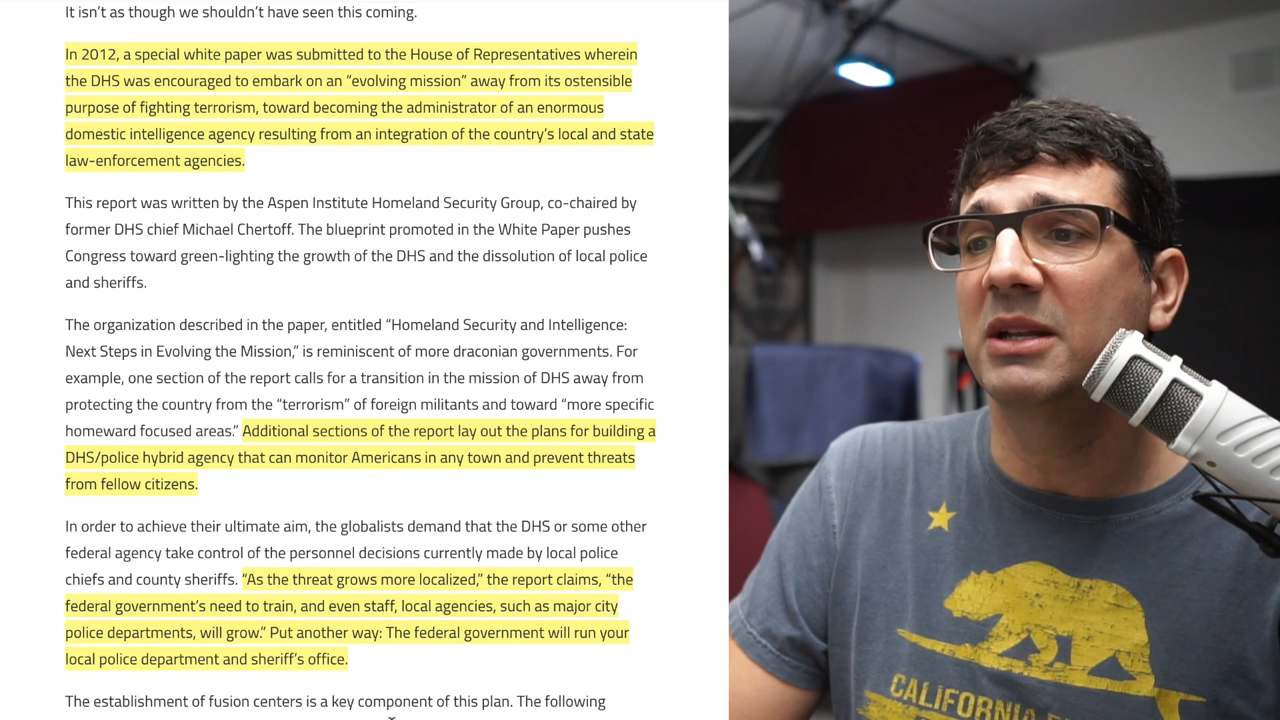 It isn’t as though we shouldn’t have seen this coming.
In 2012, a special white paper was submitted to the House of Representatives wherein
the DHS was encouraged to embark on an “evolving mission” away from its ostensible
purpose of fighting terrorism, toward becoming the administrator of an enormous
domestic intelligence agency resulting from an integration of the country’s local and state
law-enforcement agencies.
This report was written by the Aspen Institute Homeland Security Group, co-chaired by
former DHS chief Michael Chertoff. The blueprint promoted in the White Paper pushes
Congress toward green-lighting the growth of the DHS and the dissolution of local police
and sheriffs.
The organization described in the paper, entitled “Homeland Security and Intelligence:
Next Steps in Evolving the Mission,” is reminiscent of more draconian governments. For
example, one section of the report calls for a transition in the mission of DHS away from
protecting the country from the “terrorism” of foreign militants and toward “more specific
homeward focused areas.” Additional sections of the report lay out the plans for building a
DHS/police hybrid agency that can monitor Americans in any town and prevent threats
from fellow citizens.
In order to achieve their ultimate aim, the globalists demand that the DHS or some other
federal agency take control of the personnel decisions currently made by local police
chiefs and county sheriffs. “As the threat grows more localized,” the report claims, “the
federal government’s need to train, and even staff, local agencies, such as major city
police departments, will grow.” Put another way: The federal government will run your
local police department and sheriff’s office.
The establishment of fusion centers is a key component of this plan. The following
CALIFORNIA